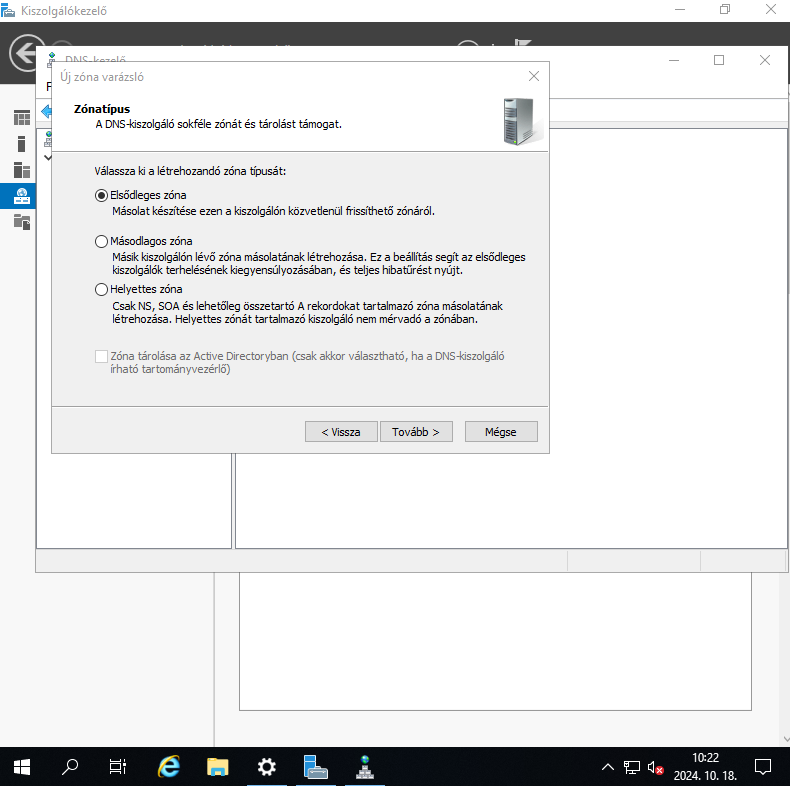 Kiszolgálókezelő
DNS-kezelő
Új zóna varázsló
F
Zónatípus
A DNS-kiszolgáló sokféle zónát és tárolást támogat.
Válassza ki a létrehozandó zóna típusát:
Elsődleges zóna
Másolat készítése ezen a kiszolgálón közvetlenül frissíthető zónáról.
Másodlagos zóna
Másik kiszolgálón lévő zóna másolatának létrehozása. Ez a beállítás segít az elsődleges
kiszolgálók terhelésének kiegyensúlyozásában, és teljes hibatűrést nyújt.
Helyettes zóna
Csak NS, SOA és lehetőleg összetartó A rekordokat tartalmazó zóna másolatának
létrehozása. Helyettes zónát tartalmazó kiszolgáló nem mérvadó a zónában.
Zóna tárolása az Active Directoryban (csak akkor választható, ha a DNS-kiszolgáló
írható tartományvezérlő)
< Vissza
Tovább >
Mégse
10:22
2024. 10. 18.